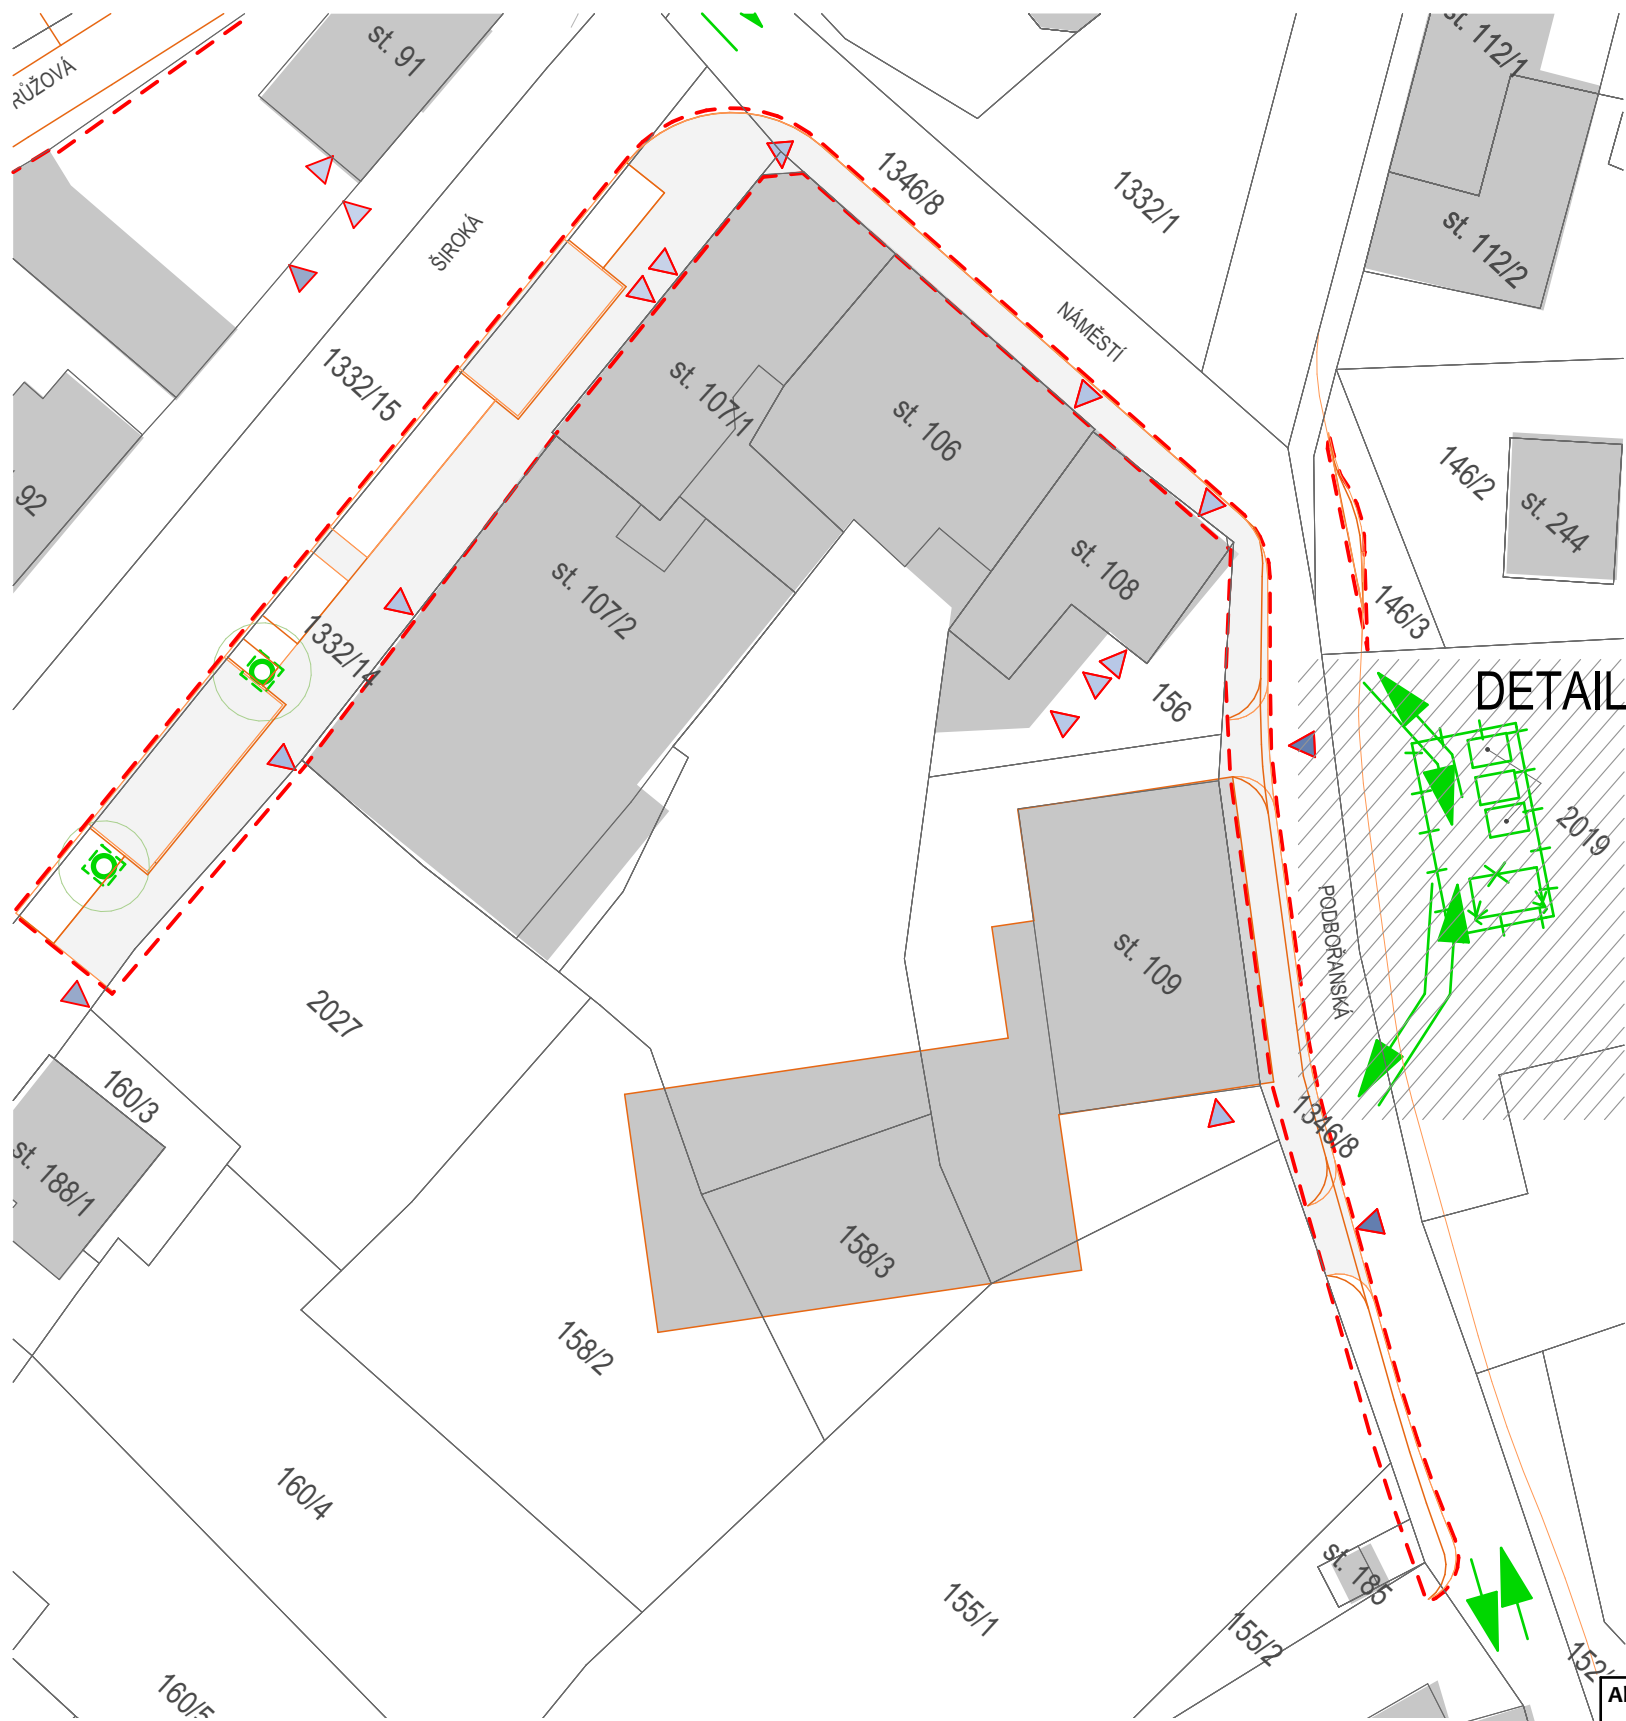 st. 91
st. 112/1
RŮŽOVÁ
1346/8
1332/1
st. 112/2
ŠIROKÁ
NÁMĚSTÍ
1332/15
st. 107/1
st. 106
146/2
92
st. 244
st. 108
st. 107/2
146/3
1332/14
156
DETAIL
2019
PODBOŘANSKÁ
st. 109
2027
160/3
1346/8
st. 188/1
158/3
158/2
160/4
st. 185
155/1
155/2
160/5